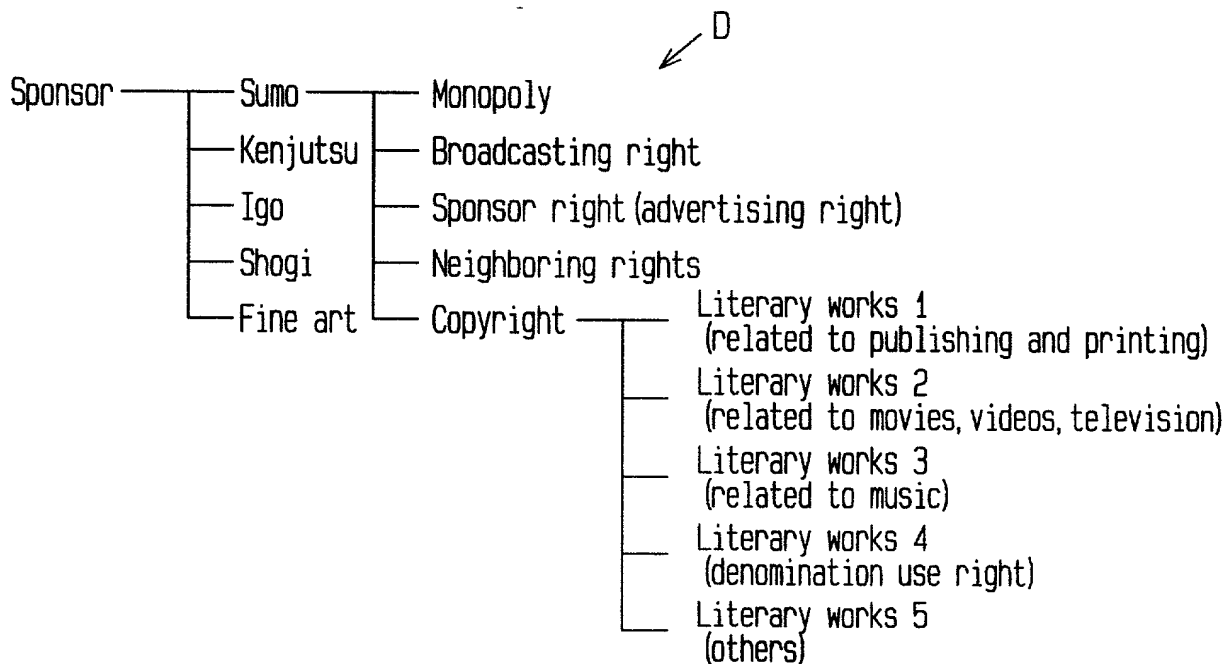 D
Sponsor Sumo Monopoly
Kenjutsu Broadcasting right
Igo Sponsor right (advertising right)
Shogi Neighboring rights
Fine art Copyright Literary works 1
(related to publishing and printing)
Literary works 2
(related to movies, videos, television)
Literary works 3
(related to music)
Literary works 4
(denomination use right)
Literary works 5
(others)